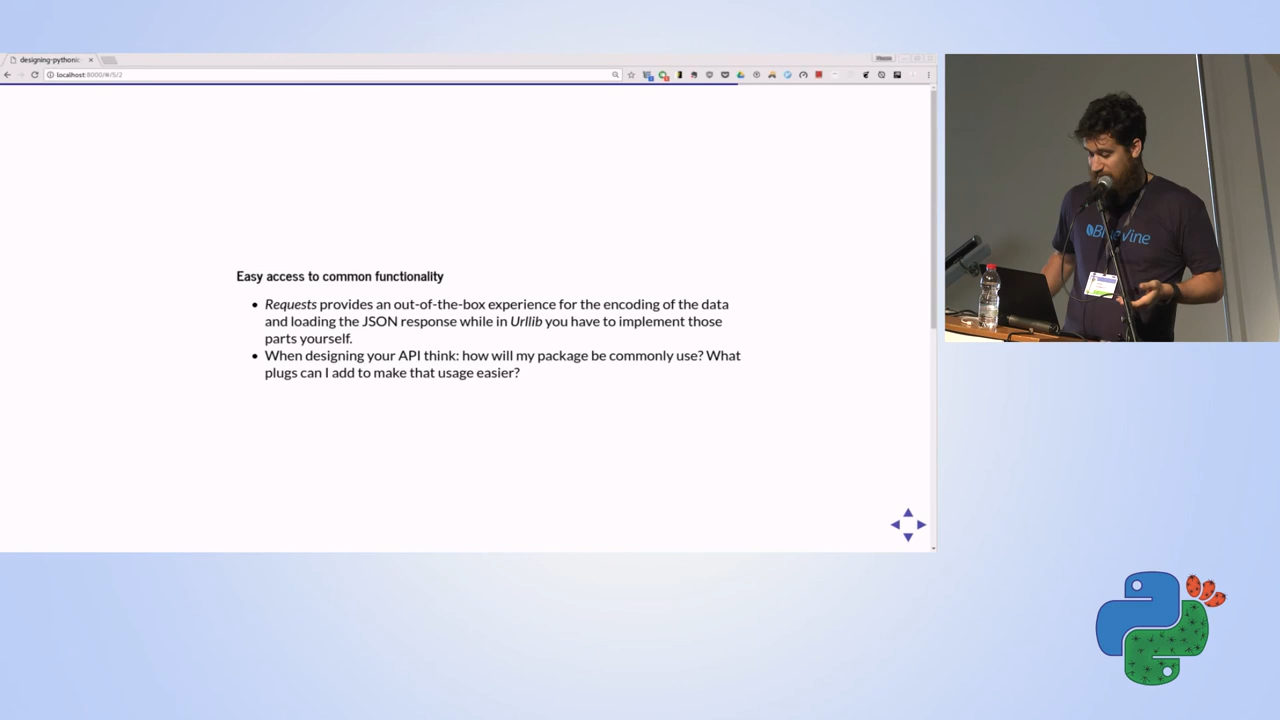 designing-pythonic-
localhost:8000/#/5/2
Easy access to common functionality
• Requests provides an out-of-the-box experience for the encoding of the data
and loading the JSON response while in Urllib you have to implement those
parts yourself.
• When designing your API think: how will my package be commonly use? What
plugs can I add to make that usage easier?
BlueVine